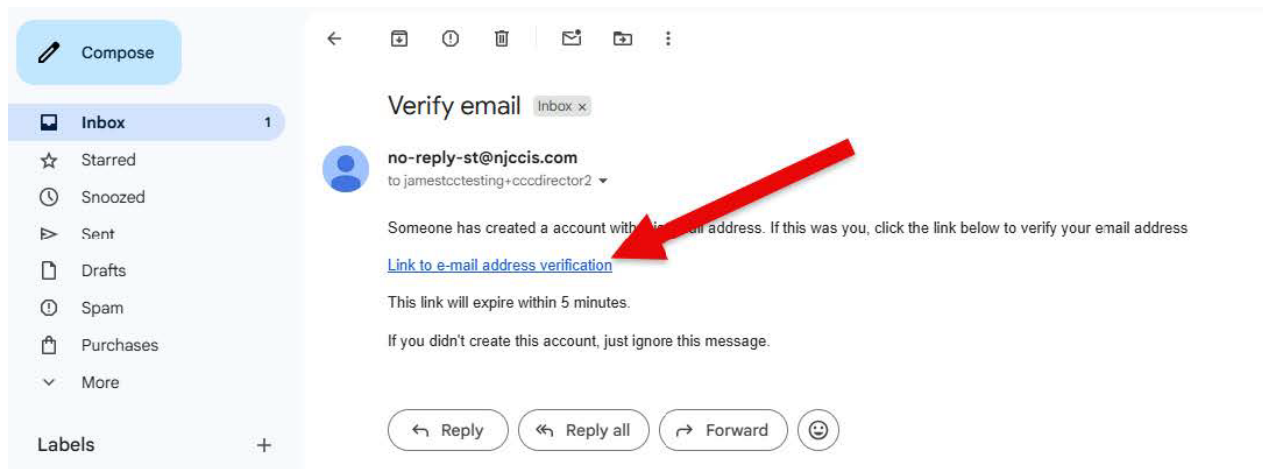 Compose
Inbox 1
Starred
Snoozed
Sent
Drafts
Spam
Purchases
More
Labels +
Verify email Inbox x
no-reply-st@njccis.com
to jamestcctesting+cccdirector2
Someone has created a account with address. If this was you, click the link below to verify your email address
Link to e-mail address verification
This link will expire within 5 minutes.
If you didn't create this account, just ignore this message.
Reply Reply all Forward